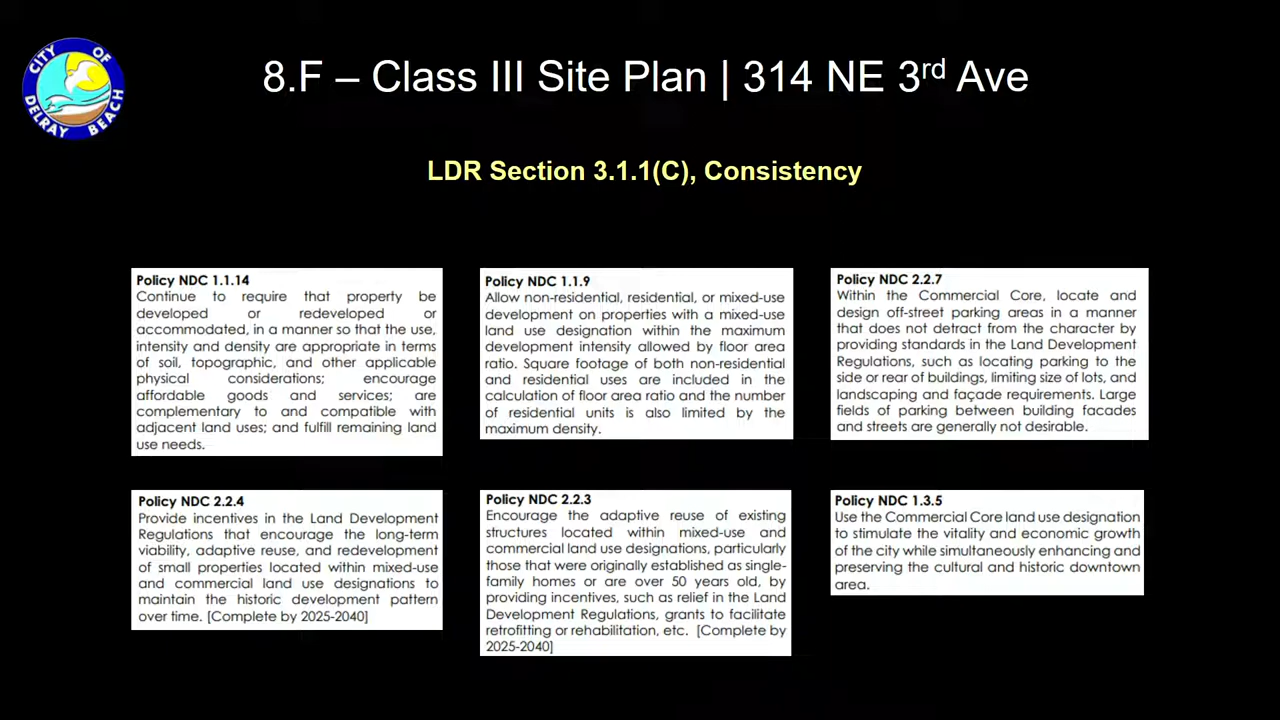 CITY OF
DELRAY BEACH
8.F – Class III Site Plan | 314 NE 3rd Ave
LDR Section 3.1.1(C), Consistency
Policy NDC 1.1.14
Continue to require that property be
developed or redeveloped or
accommodated, in a manner so that the use,
intensity and density are appropriate in terms
of soil, topographic, and other applicable
physical considerations; encourage
affordable goods and services; are
complementary to and compatible with
adjacent land uses; and fulfill remaining land
use needs.
Policy NDC 1.1.9
Allow non-residential, residential, or mixed-use
development on properties with a mixed-use
land use designation within the maximum
development intensity allowed by floor area
ratio. Square footage of both non-residential
and residential uses are included in the
calculation of floor area ratio and the number
of residential units is also limited by the
maximum density.
Policy NDC 2.2.7
Within the Commercial Core, locate and
design off-street parking areas in a manner
that does not detract from the character by
providing standards in the Land Development
Regulations, such as locating parking to the
side or rear of buildings, limiting size of lots, and
landscaping and façade requirements. Large
fields of parking between building facades
and streets are generally not desirable.
Policy NDC 2.2.4
Provide incentives in the Land Development
Regulations that encourage the long-term
viability, adaptive reuse, and redevelopment
of small properties located within mixed-use
and commercial land use designations to
maintain the historic development pattern
over time. [Complete by 2025-2040]
Policy NDC 2.2.3
Encourage the adaptive reuse of existing
structures located within mixed-use and
commercial land use designations, particularly
those that were originally established as single-
family homes or are over 50 years old, by
providing incentives, such as relief in the Land
Development Regulations, grants to facilitate
retrofitting or rehabilitation, etc. [Complete by
2025-2040]
Policy NDC 1.3.5
Use the Commercial Core land use designation
to stimulate the vitality and economic growth
of the city while simultaneously enhancing and
preserving the cultural and historic downtown
area.